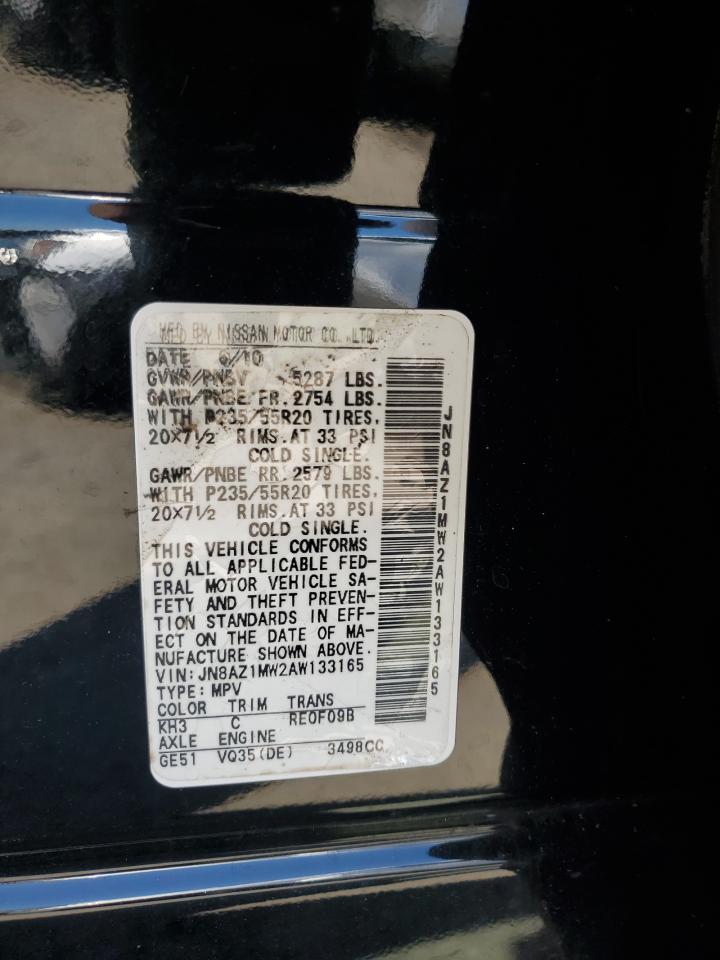 MFD BY NISSAN MOTOR CO.,LTD.
DATE 6/10
GVWR/PNBV 5287 LBS.
GAWR/PNBE FR. 2754 LBS.
WITH P235/55R20 TIRES,
20×7½ RIMS.AT 33 PSI
COLD SINGLE.
GAWR/PNBE RR. 2579 LBS.
WITH P235/55R20 TIRES,
20×7½ RIMS.AT 33 PSI
COLD SINGLE.
THIS VEHICLE CONFORMS
TO ALL APPLICABLE FED-
ERAL MOTOR VEHICLE SA-
FETY AND THEFT PREVEN-
TION STANDARDS IN EFF-
ECT ON THE DATE OF MA-
NUFACTURE SHOWN ABOVE.
VIN:JN8AZ1MW2AW133165
TYPE:MPV
COLOR TRIM TRANS
KH3 C RE0F09B
AXLE ENGINE
GE51 VQ35(DE) 3498CC
JN8AZ1MW2AW133165